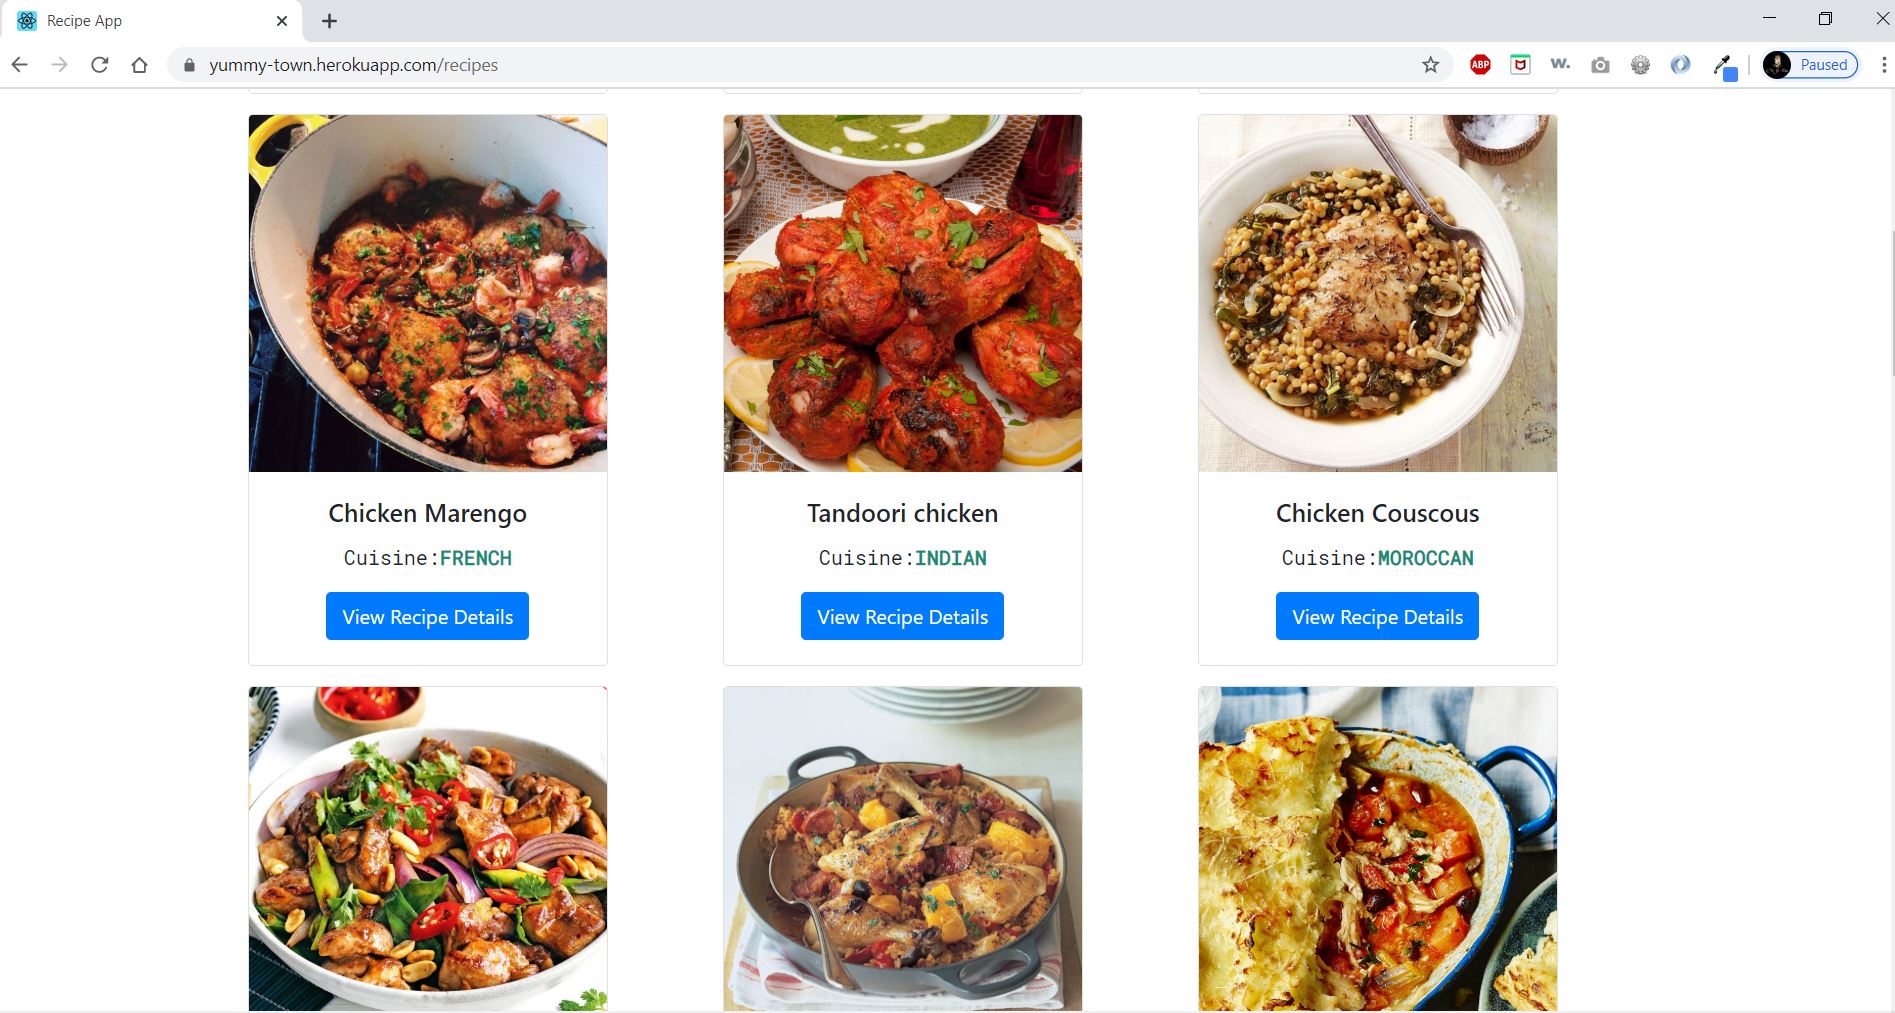 Recipe App
yummy-town.herokuapp.com/recipes
ABP
w.
Paused
Chicken Marengo
Cuisine:FRENCH
View Recipe Details
Tandoori chicken
Cuisine:INDIAN
View Recipe Details
Chicken Couscous
Cuisine:MOROCCAN
View Recipe Details